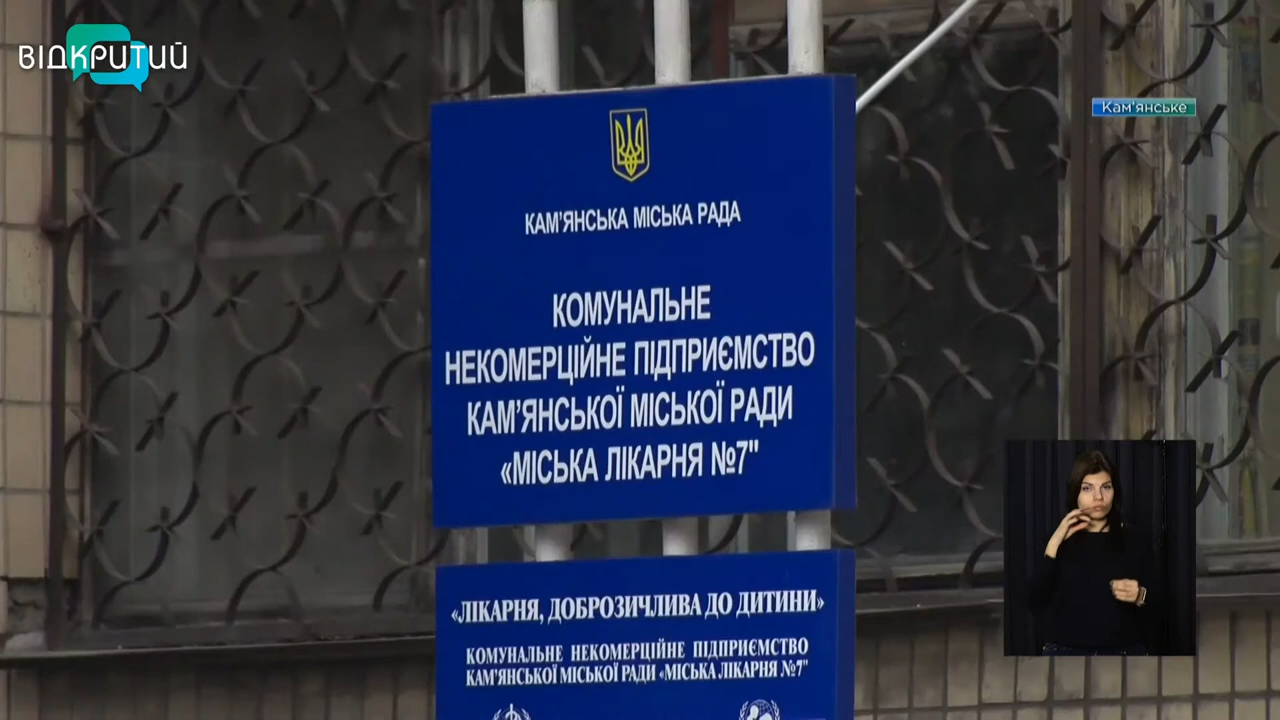 ВІДКРИТИЙ
Кам'янське
КАМ'ЯНСЬКА МІСЬКА РАДА
КОМУНАЛЬНЕ
НЕКОМЕРЦІЙНЕ ПІДПРИЄМСТВО
КАМ'ЯНСЬКОЇ МІСЬКОЇ РАДИ
«МІСЬКА ЛІКАРНЯ №7"
«ЛІКАРНЯ, ДОБРОЗИЧЛИВА ДО ДИТИНИ»
КОМУНАЛЬНЕ НЕКОМЕРЦІЙНЕ ПІДПРИЄМСТВО
КАМ'ЯНСЬКОЇ МІСЬКОЇ РАДИ «МІСЬКА ЛІКАРНЯ №7"